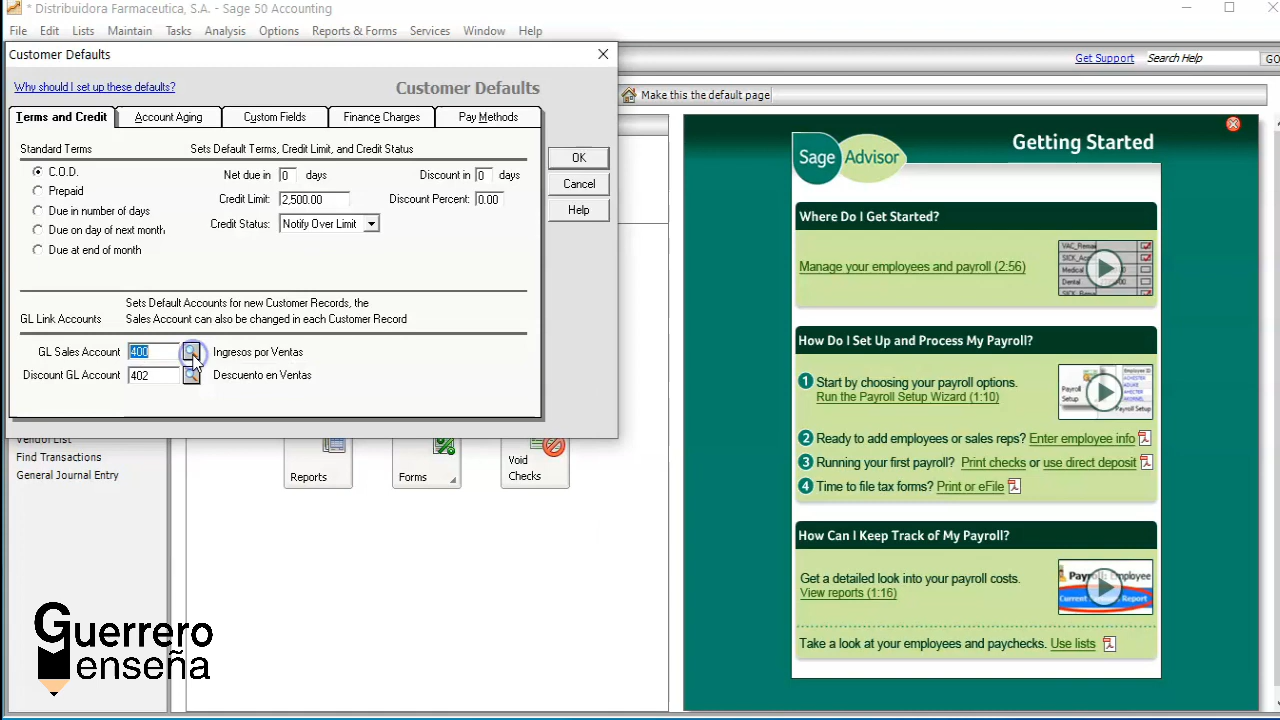 * Distribuidora Farmaceutica, S.A. - Sage 50 Accounting
File Edit Lists Maintain Tasks Analysis Options Reports & Forms Services Window Help
Customer Defaults
Get Support Search Help GO
Why should I set up these defaults?
Customer Defaults
Make this the default page
Terms and Credit Account Aging Custom Fields Finance Charges Pay Methods
Standard Terms Sets Default Terms, Credit Limit, and Credit Status
C.O.D.
Prepaid
Due in number of days
Due on day of next month
Due at end of month
Net due in 0 days Discount in 0 days
Credit Limit: 2,500.00 Discount Percent: 0.00
Credit Status: Notify Over Limit
OK
Cancel
Help
Sets Default Accounts for new Customer Records, the
GL Link Accounts Sales Account can also be changed in each Customer Record
GL Sales Account 400 Ingresos por Ventas
Discount GL Account 402 Descuento en Ventas
Vendor List
Find Transactions
General Journal Entry
Reports
Forms
Void
Checks
Sage Advisor
Getting Started
Where Do I Get Started?
Manage your employees and payroll (2:56)
How Do I Set Up and Process My Payroll?
1 Start by choosing your payroll options.
Run the Payroll Setup Wizard (1:10)
Payroll
Setup
2 Ready to add employees or sales reps? Enter employee info
3 Running your first payroll? Print checks or use direct deposit
4 Time to file tax forms? Print or eFile
How Can I Keep Track of My Payroll?
Get a detailed look into your payroll costs.
View reports (1:16)
Take a look at your employees and paychecks. Use lists
Guerrero
enseña